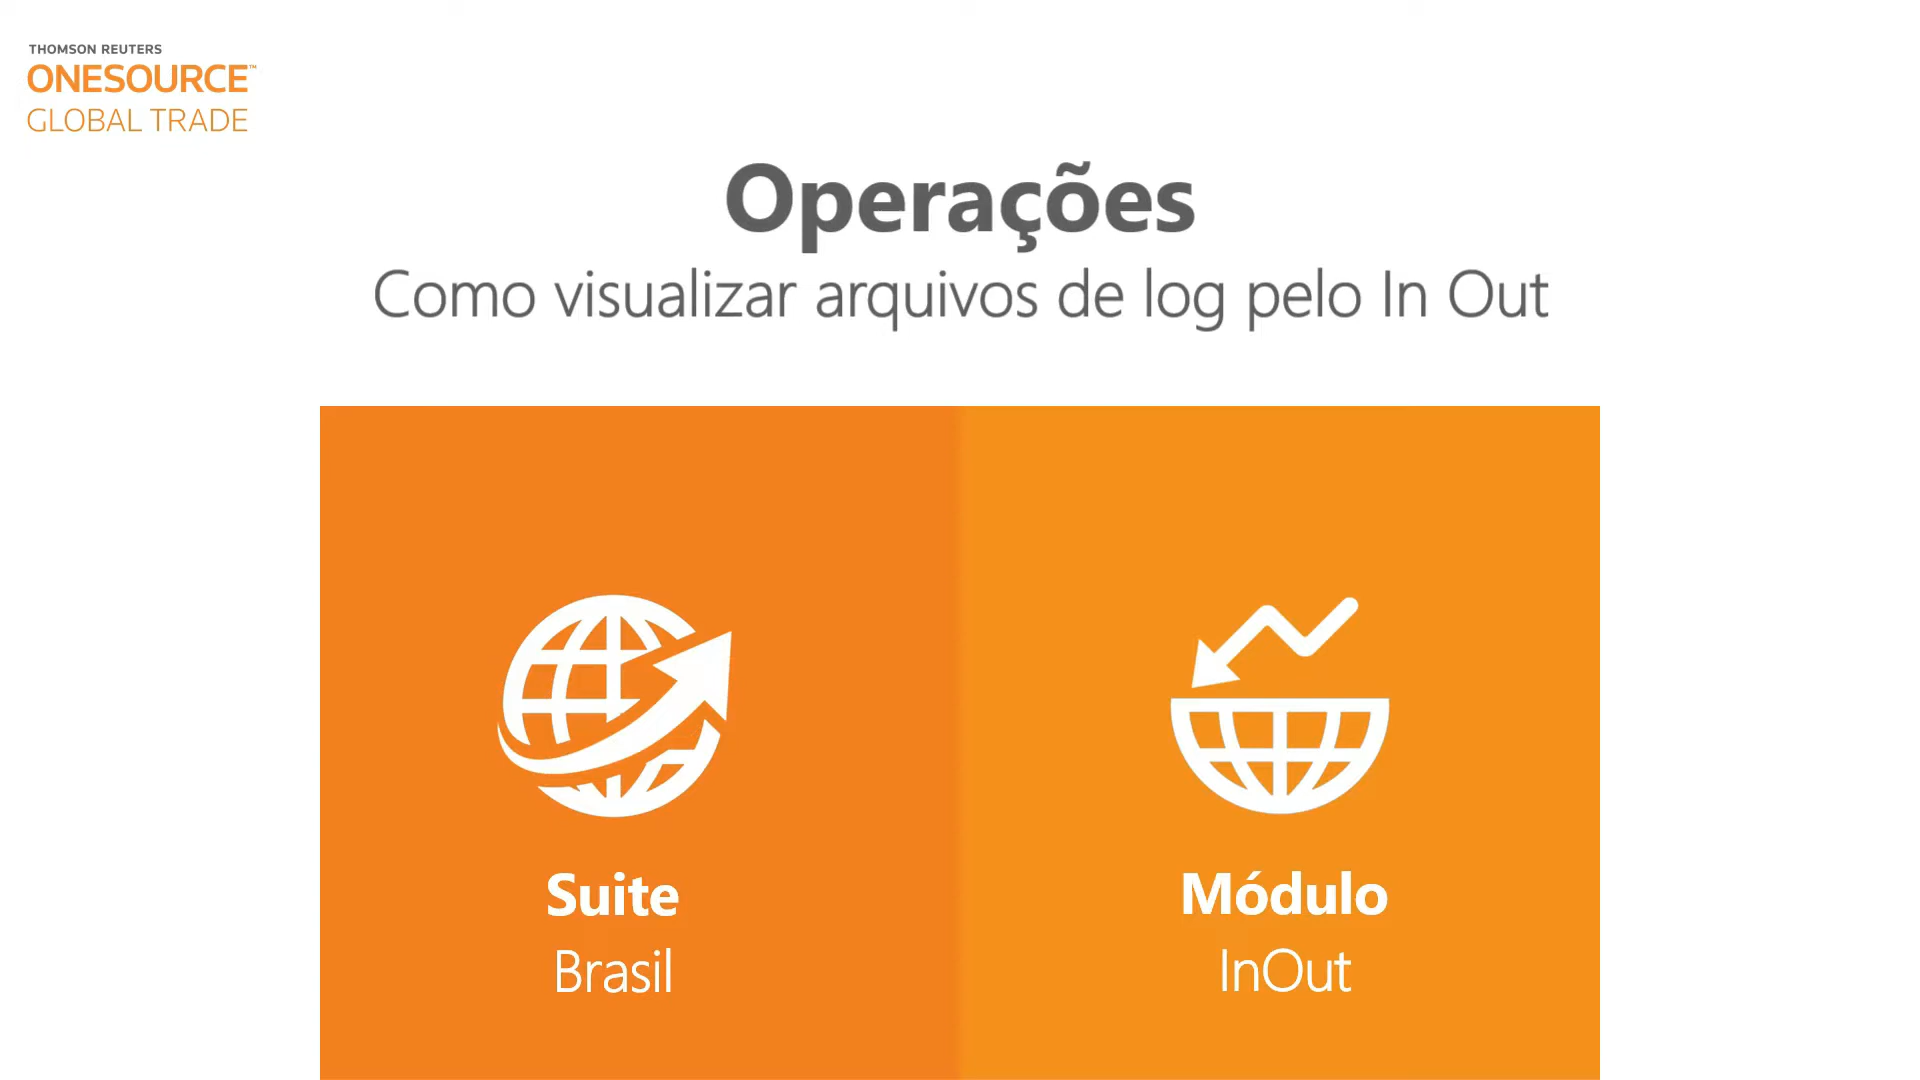 THOMSON REUTERS
ONESOURCE™
GLOBAL TRADE
Operações
Como visualizar arquivos de log pelo In Out
Suite
Brasil
Módulo
InOut